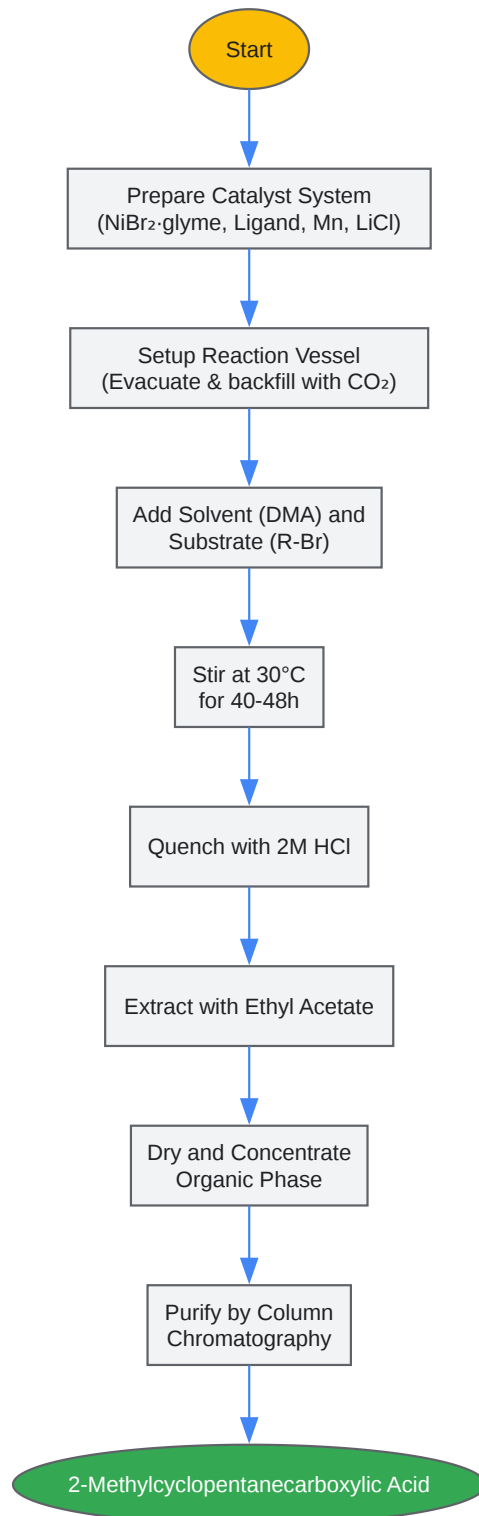 Start
Prepare Catalyst System
(NiBr₂·glyme, Ligand, Mn, LiCl)
Setup Reaction Vessel
(Evacuate & backfill with CO₂)
Add Solvent (DMA) and
Substrate (R-Br)
Stir at 30°C
for 40-48h
Quench with 2M HCl
Extract with Ethyl Acetate
Dry and Concentrate
Organic Phase
Purify by Column
Chromatography
2-Methylcyclopentanecarboxylic Acid